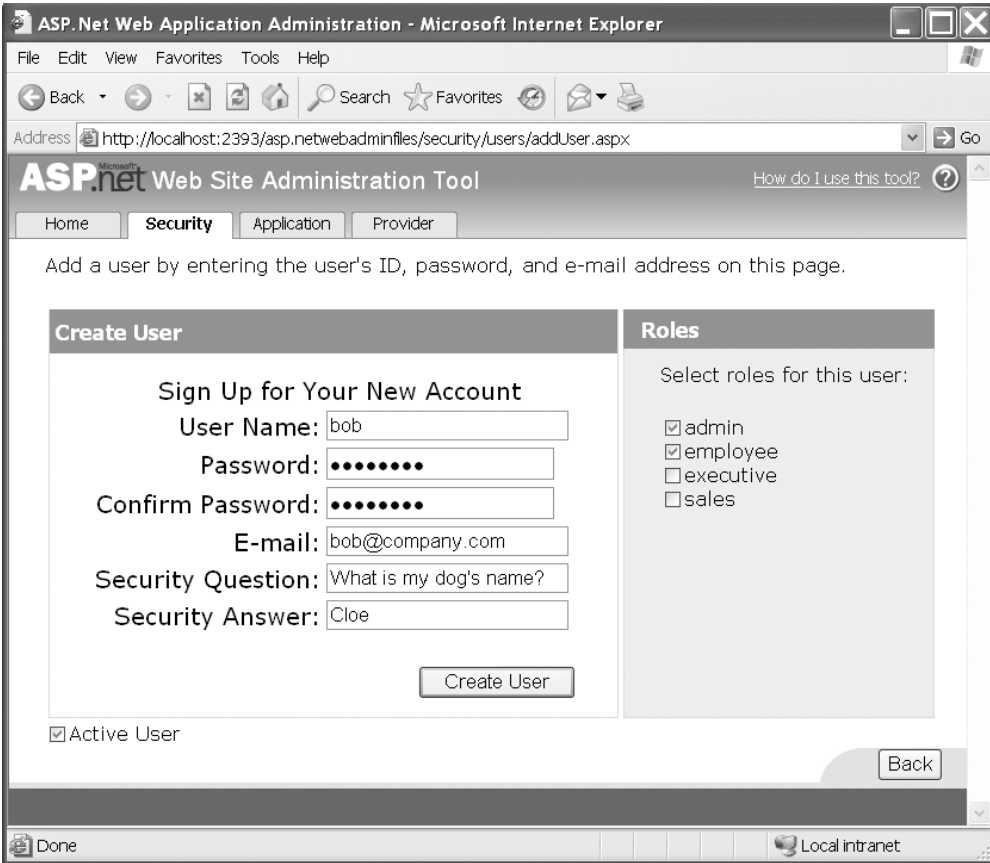 ASP.Net Web Application Administration - Microsoft Internet Explorer
File Edit View Favorites Tools Help
Back Search Favorites
Address http://localhost:2393/asp.netwebadminfiles/security/users/addUser.aspx Go
Microsoft
ASP.net Web Site Administration Tool How do I use this tool? ?
Home Security Application Provider
Add a user by entering the user's ID, password, and e-mail address on this page.
Create User
Sign Up for Your New Account
User Name: bob
Password: ●●●●●●●●
Confirm Password: ●●●●●●●●
E-mail: bob@company.com
Security Question: What is my dog's name?
Security Answer: Cloe
Create User
Roles
Select roles for this user:
admin
employee
executive
sales
Active User
Back
Done Local intranet